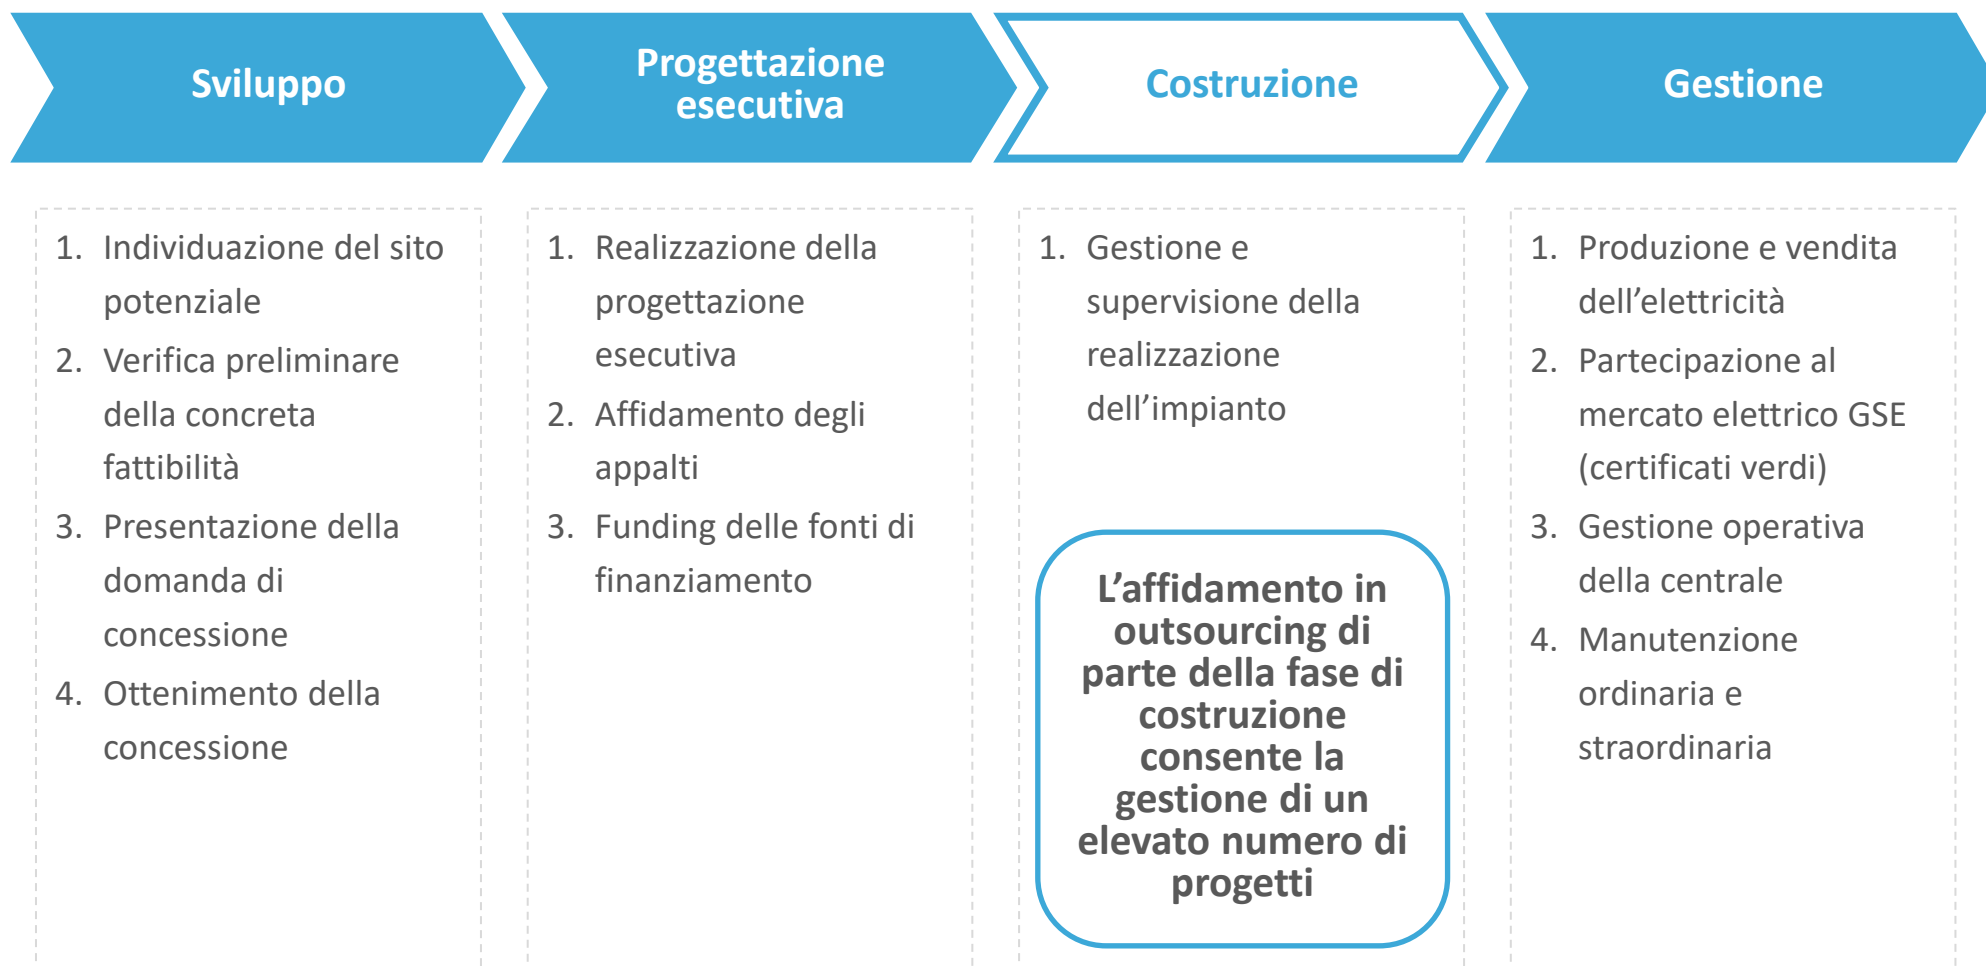 Sviluppo
Progettazione
esecutiva
Costruzione
Gestione
1. Individuazione del sito
potenziale
2. Verifica preliminare
della concreta
fattibilità
3. Presentazione della
domanda di
concessione
4. Ottenimento della
concessione
1. Realizzazione della
progettazione
esecutiva
2. Affidamento degli
appalti
3. Funding delle fonti di
finanziamento
1. Gestione e
supervisione della
realizzazione
dell’impianto
L’affidamento in
outsourcing di
parte della fase di
costruzione
consente la
gestione di un
elevato numero di
progetti
1. Produzione e vendita
dell’elettricità
2. Partecipazione al
mercato elettrico GSE
(certificati verdi)
3. Gestione operativa
della centrale
4. Manutenzione
ordinaria e
straordinaria